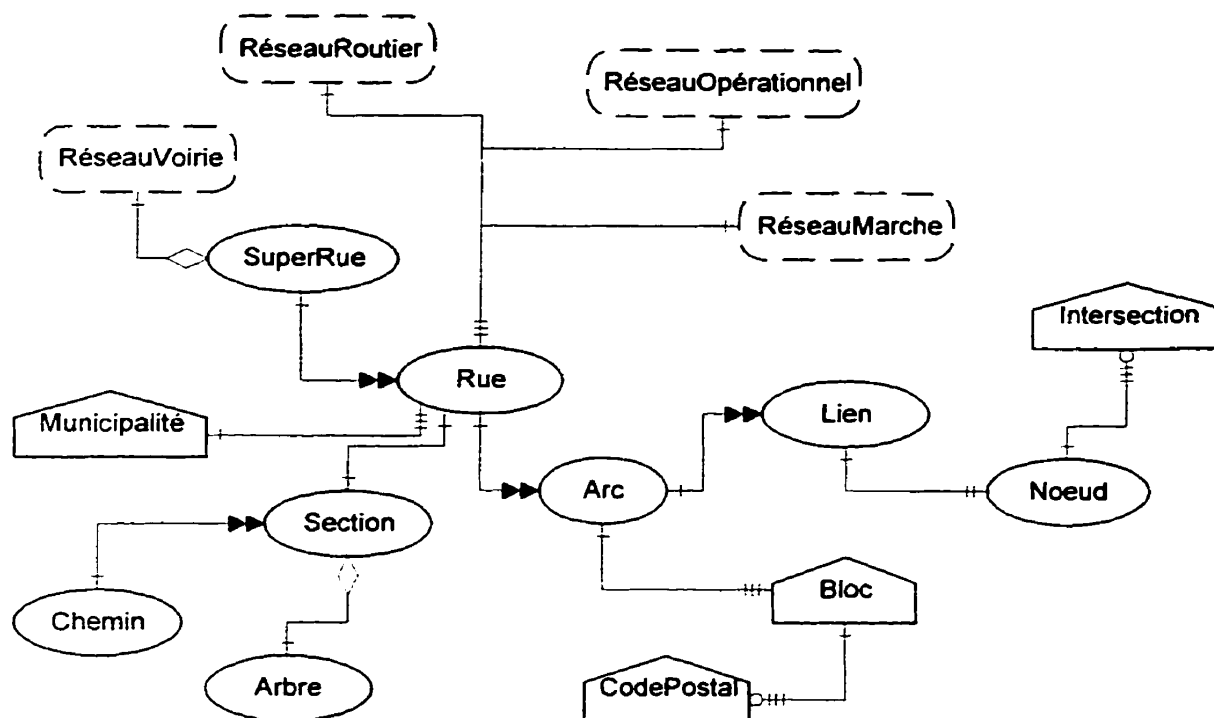 RéseauRoutier
RéseauOpérationnel
RéseauVoirie
RéseauMarche
SuperRue
Intersection
Rue
Municipalité
Lien
Arc
Noeud
Section
Bloc
Chemin
Arbre
CodePostal